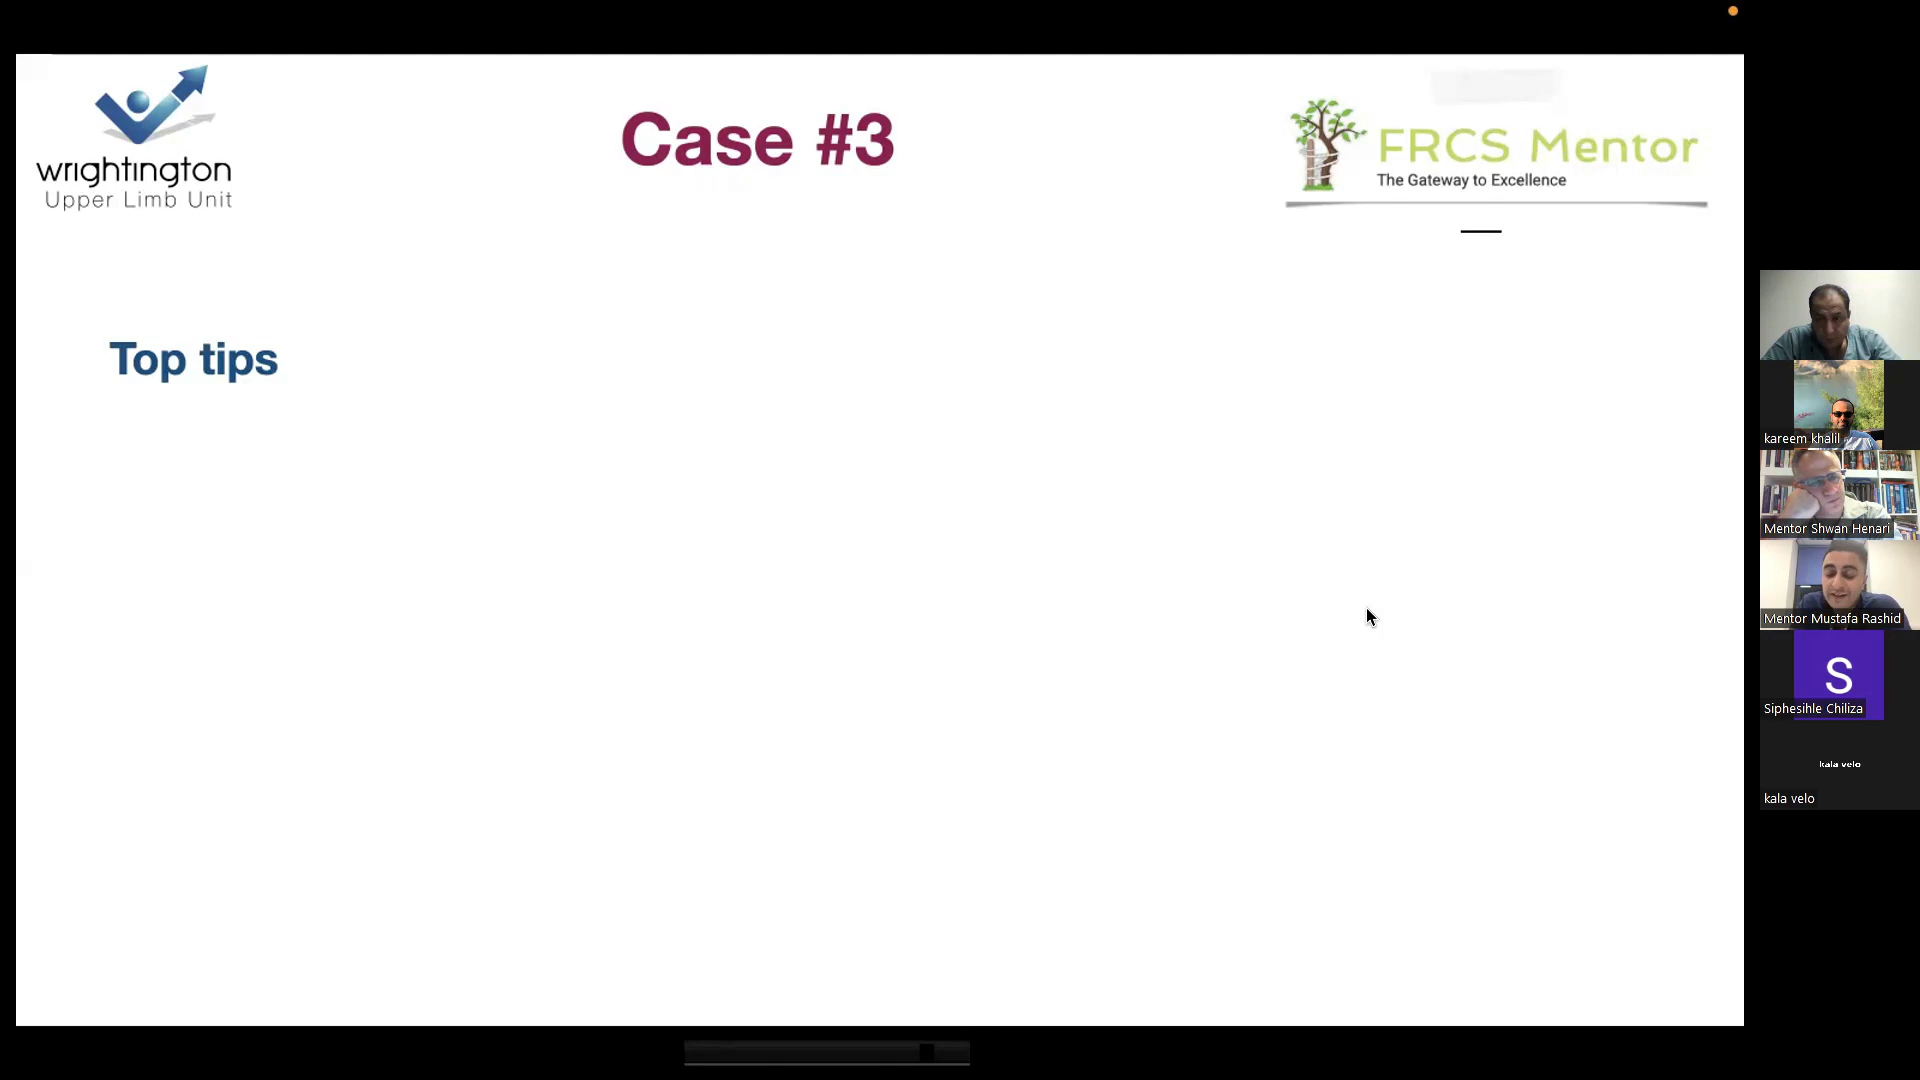 wrightington
Upper Limb Unit
Case #3
FRCS Mentor
The Gateway to Excellence
Top tips
kareem khalil
Mentor Shwan Henari
Mentor Mustafa Rashid
S
Siphesihle Chiliza
kala velo
kala velo